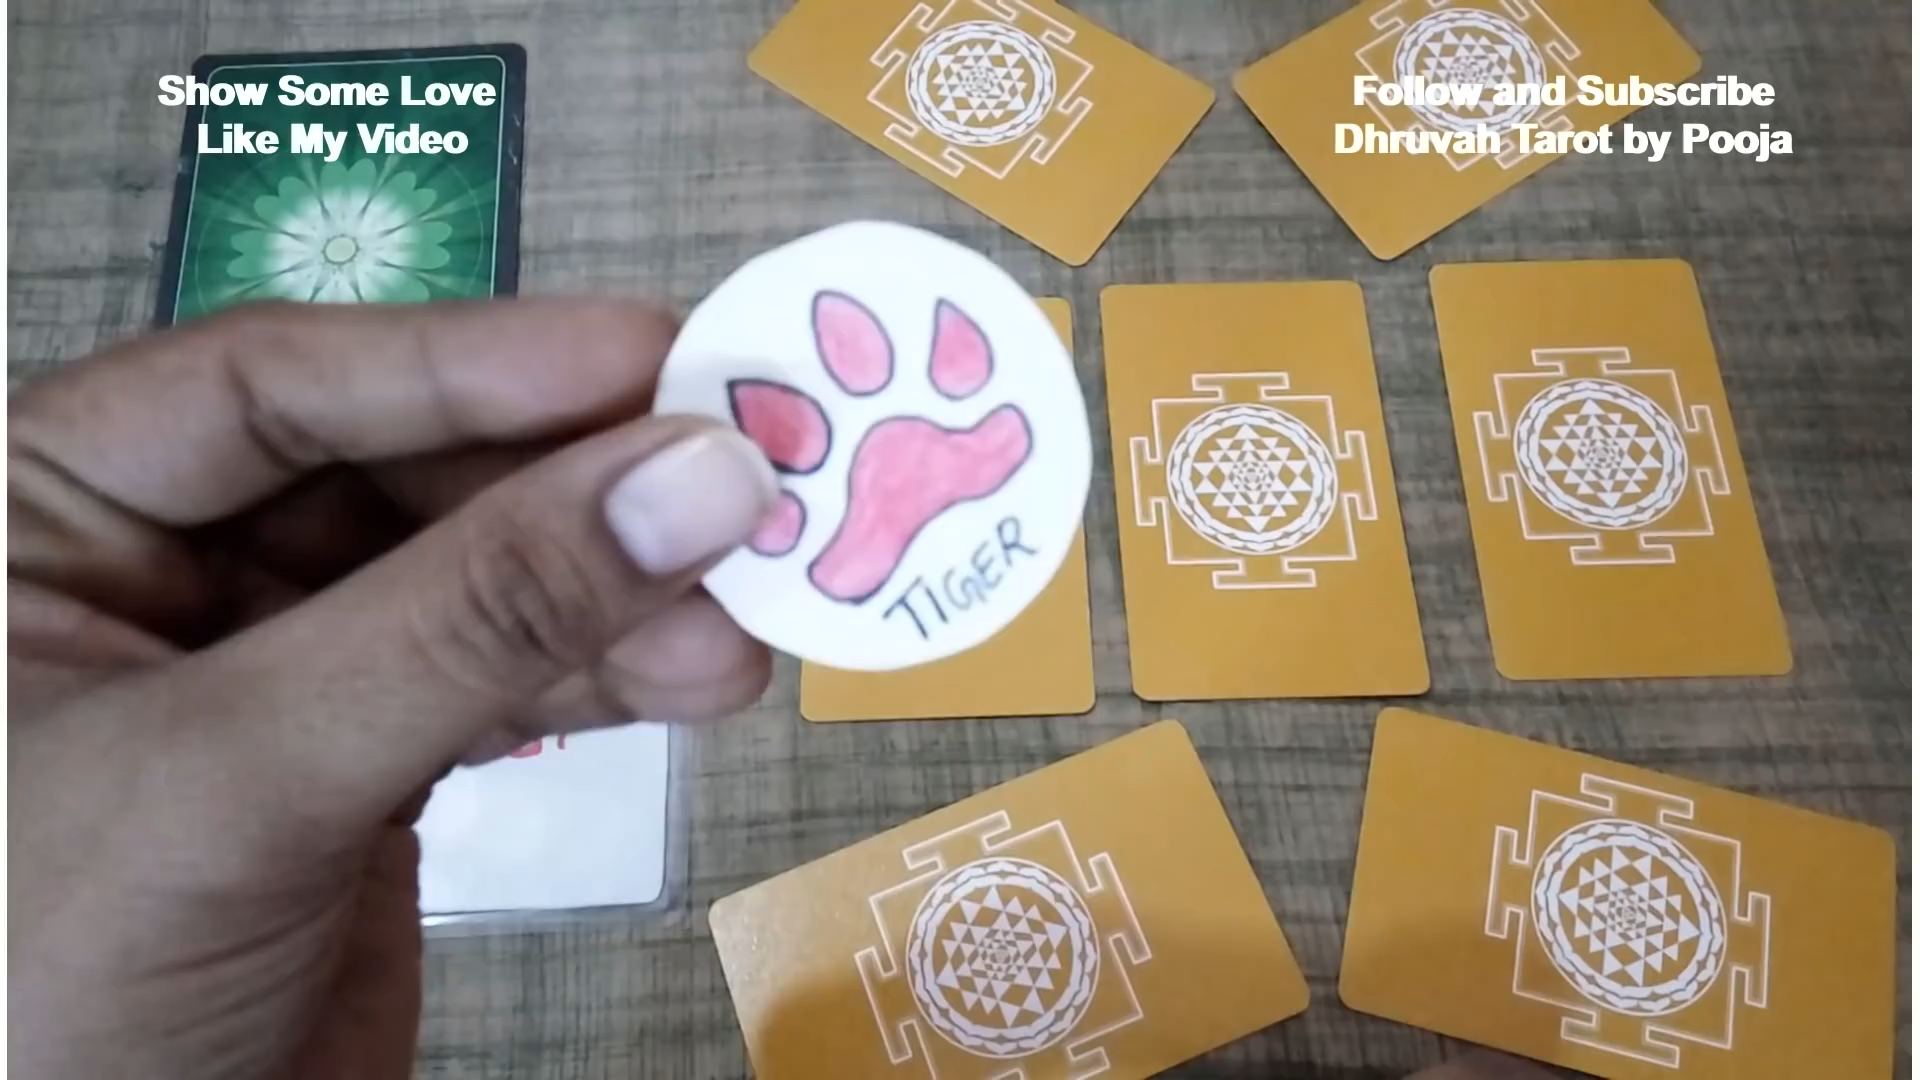 Show Some Love
Like My Video
Follow and Subscribe
Dhruvah Tarot by Pooja
TIGER